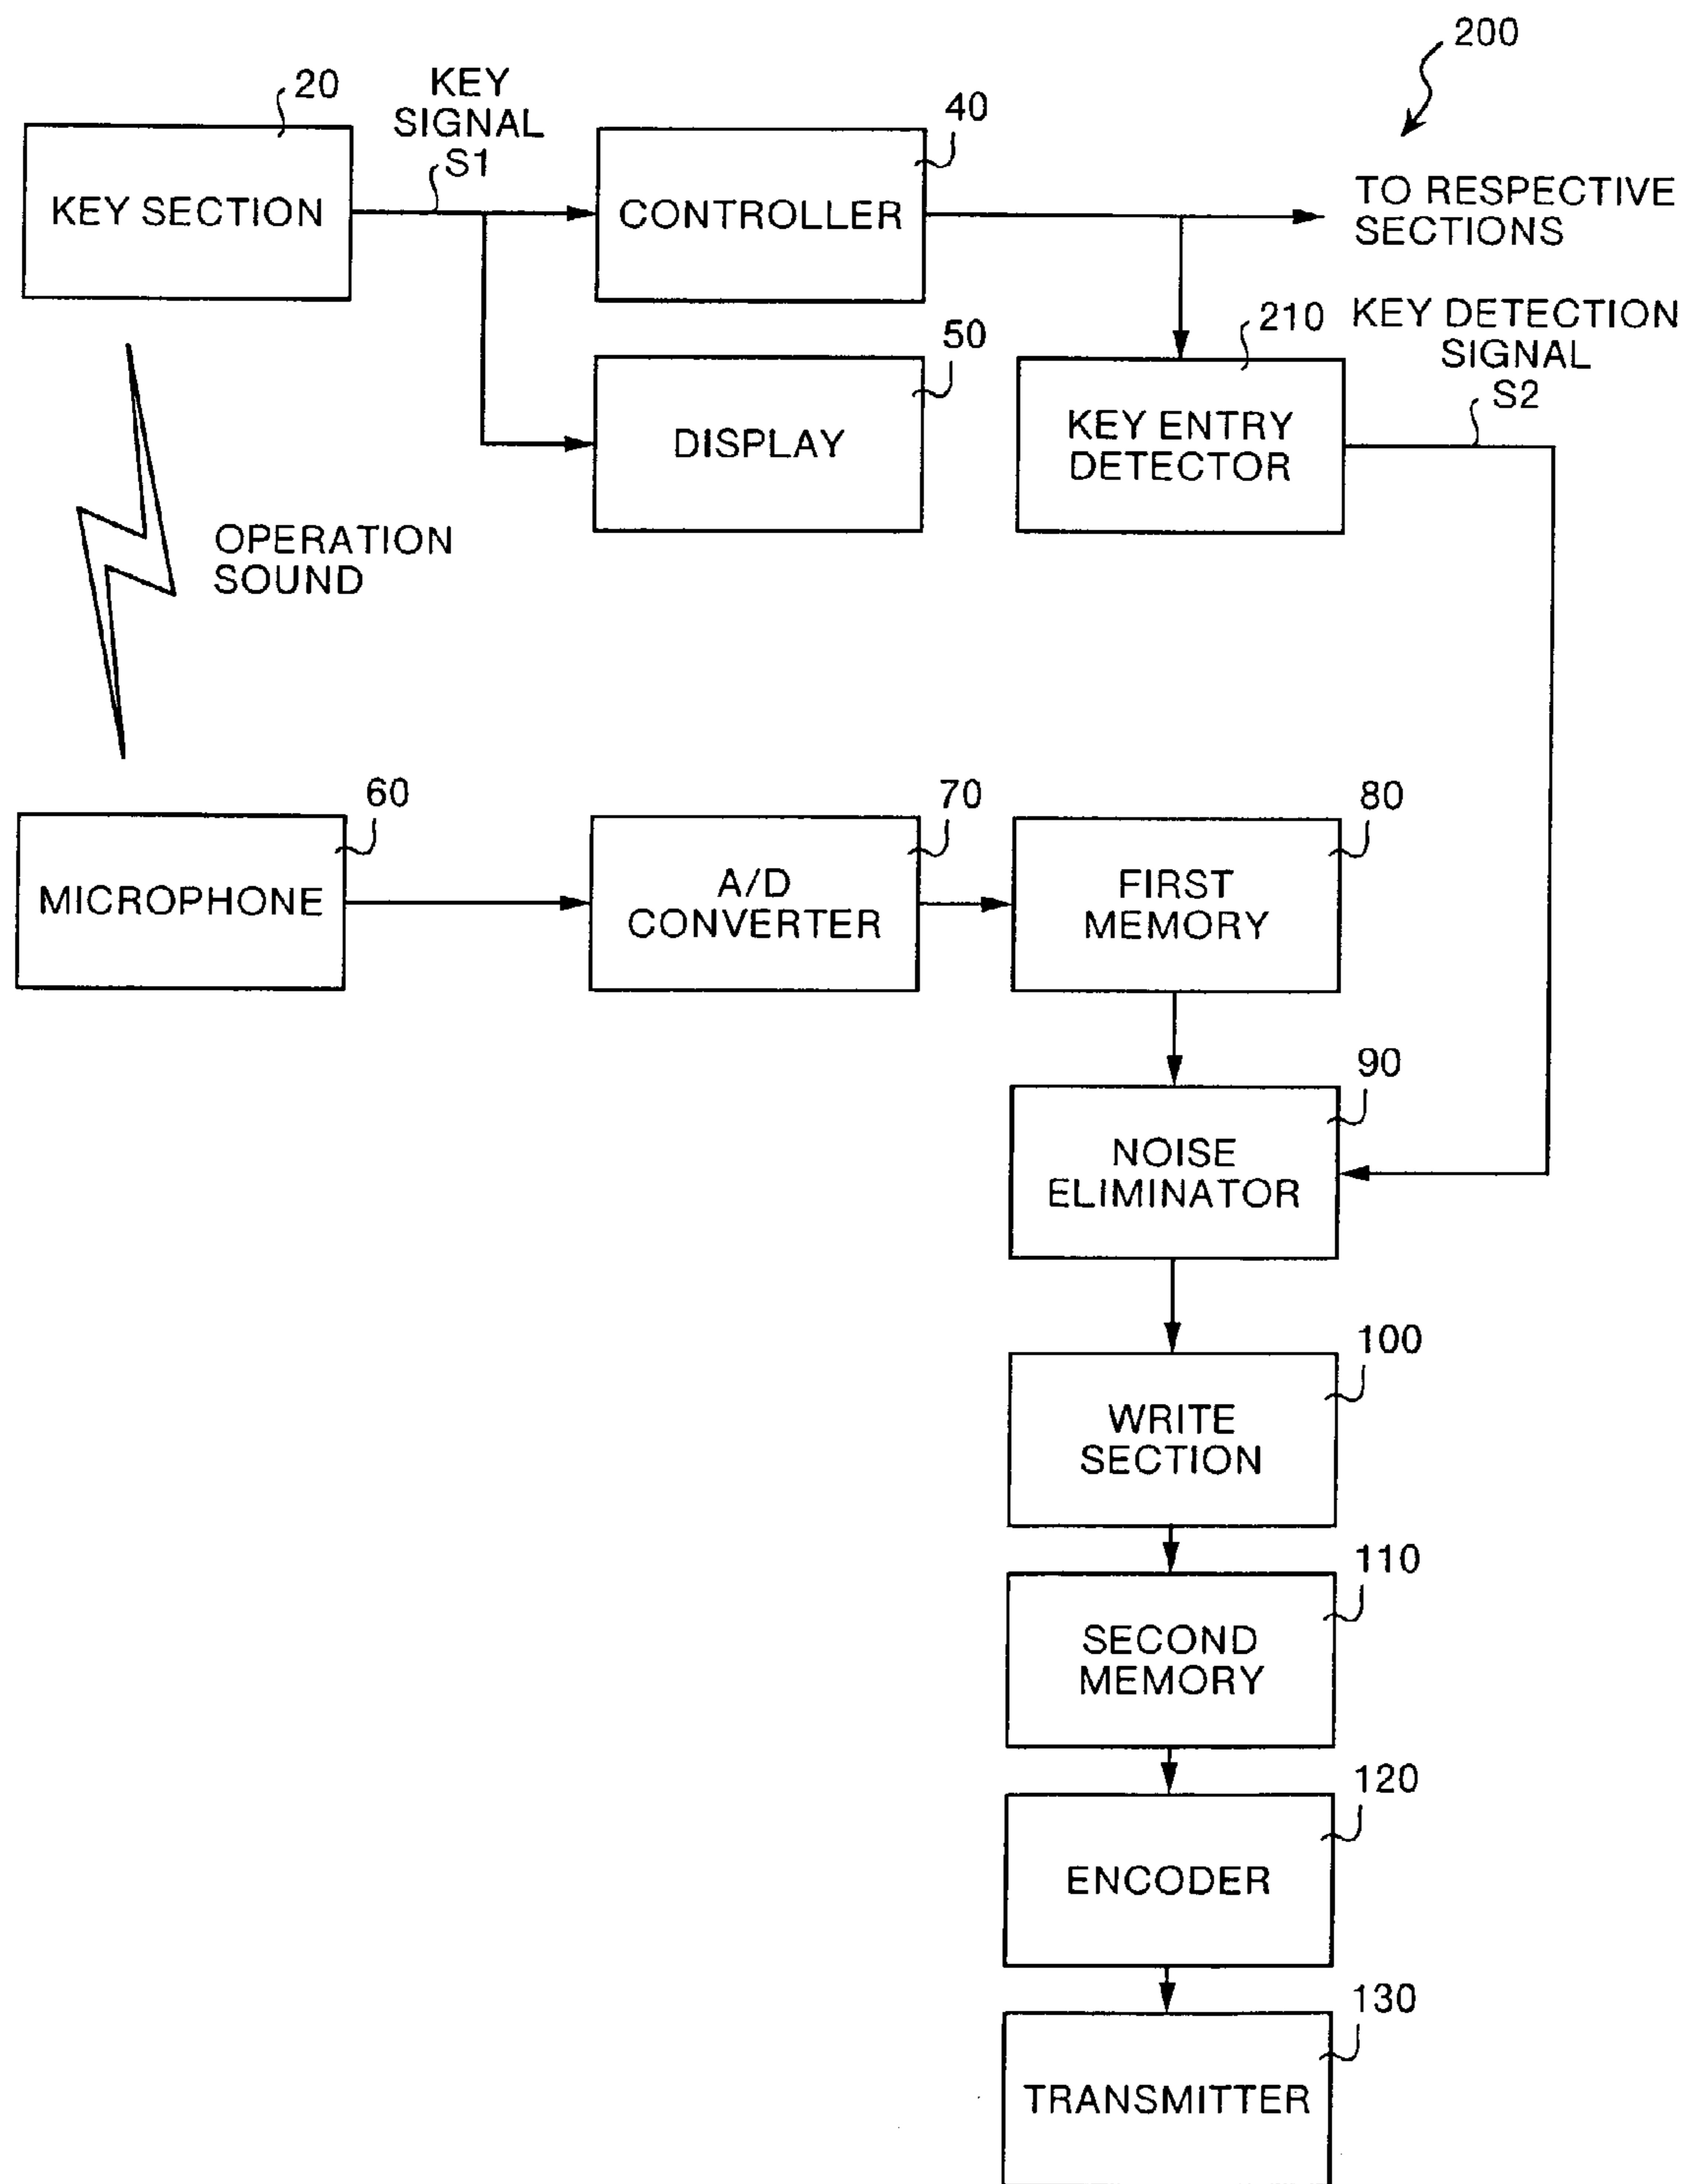 200
20
KEY
SIGNAL
S1
40
KEY SECTION
CONTROLLER
TO RESPECTIVE
SECTIONS
50
DISPLAY
210
KEY DETECTION
SIGNAL
S2
KEY ENTRY
DETECTOR
OPERATION
SOUND
60
MICROPHONE
70
A/D
CONVERTER
80
FIRST
MEMORY
90
NOISE
ELIMINATOR
100
WRITE
SECTION
110
SECOND
MEMORY
120
ENCODER
130
TRANSMITTER